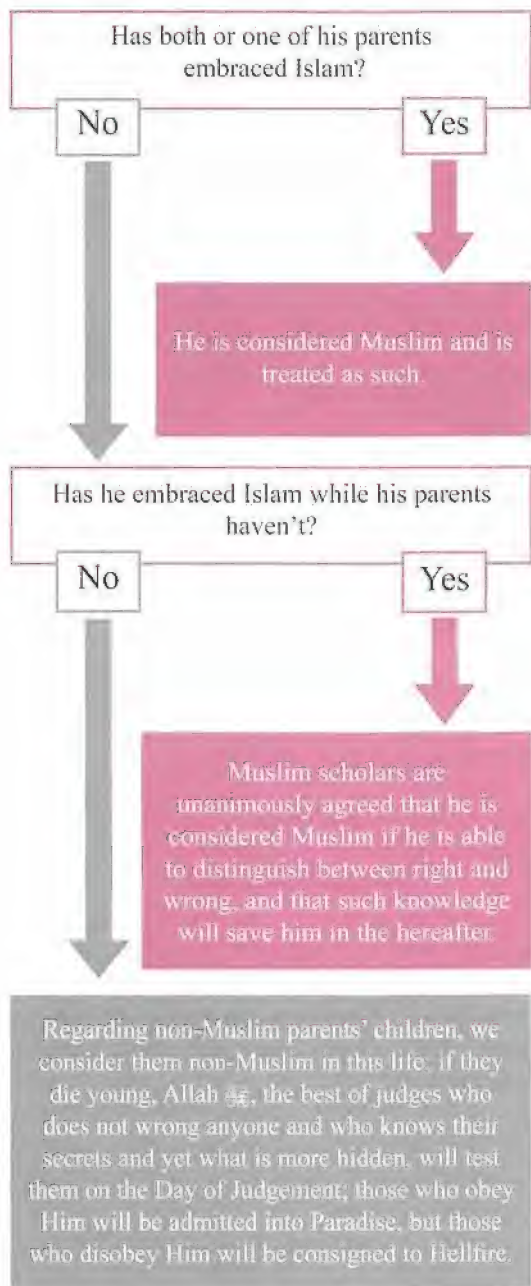 Has both or one of his parents
embraced Islam?
No
Yes
He is considered Muslim and is
treated as such.
Has he embraced Islam while his parents
haven't?
No
Yes
Muslim scholars are
unanimously agreed that he is
considered Muslim if he is able
to distinguish between right and
wrong, and that such knowledge
will save him in the hereafter.
Regarding non-Muslim parents' children, we
consider them non-Muslim in this life; if they
die young, Allah ﷻ, the best of judges who
does not wrong anyone and who knows their
secrets and yet what is more hidden, will test
them on the Day of Judgement; those who obey
Him will be admitted into Paradise, but those
who disobey Him will be consigned to Hellfire.